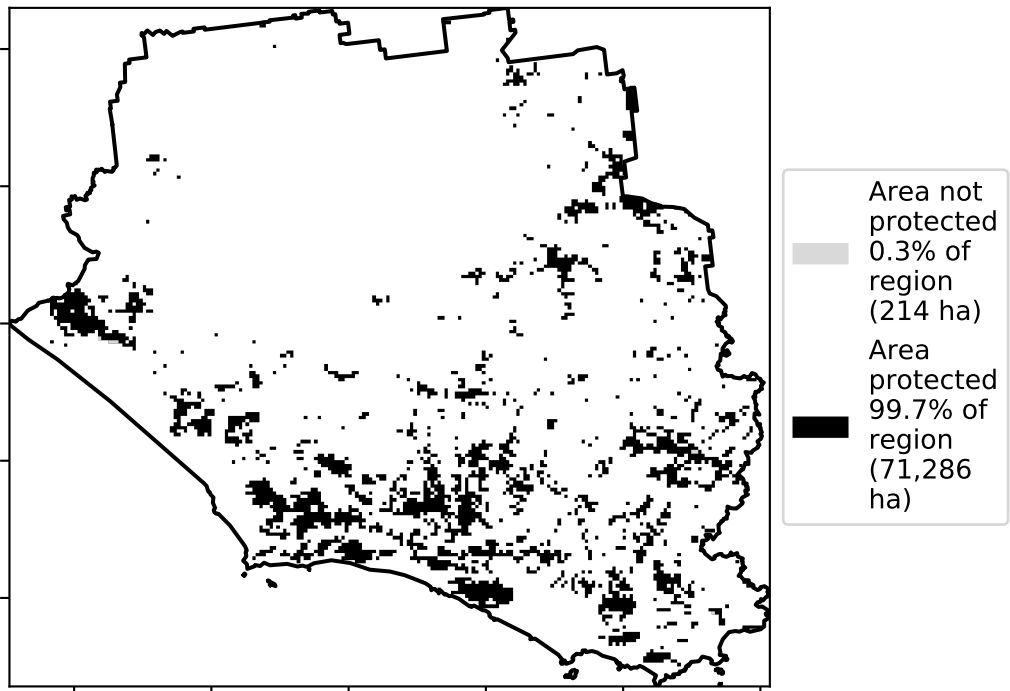 Area not
protected
0.3% of
region
(214 ha)
Area
protected
99.7% of
region
(71,286
ha)